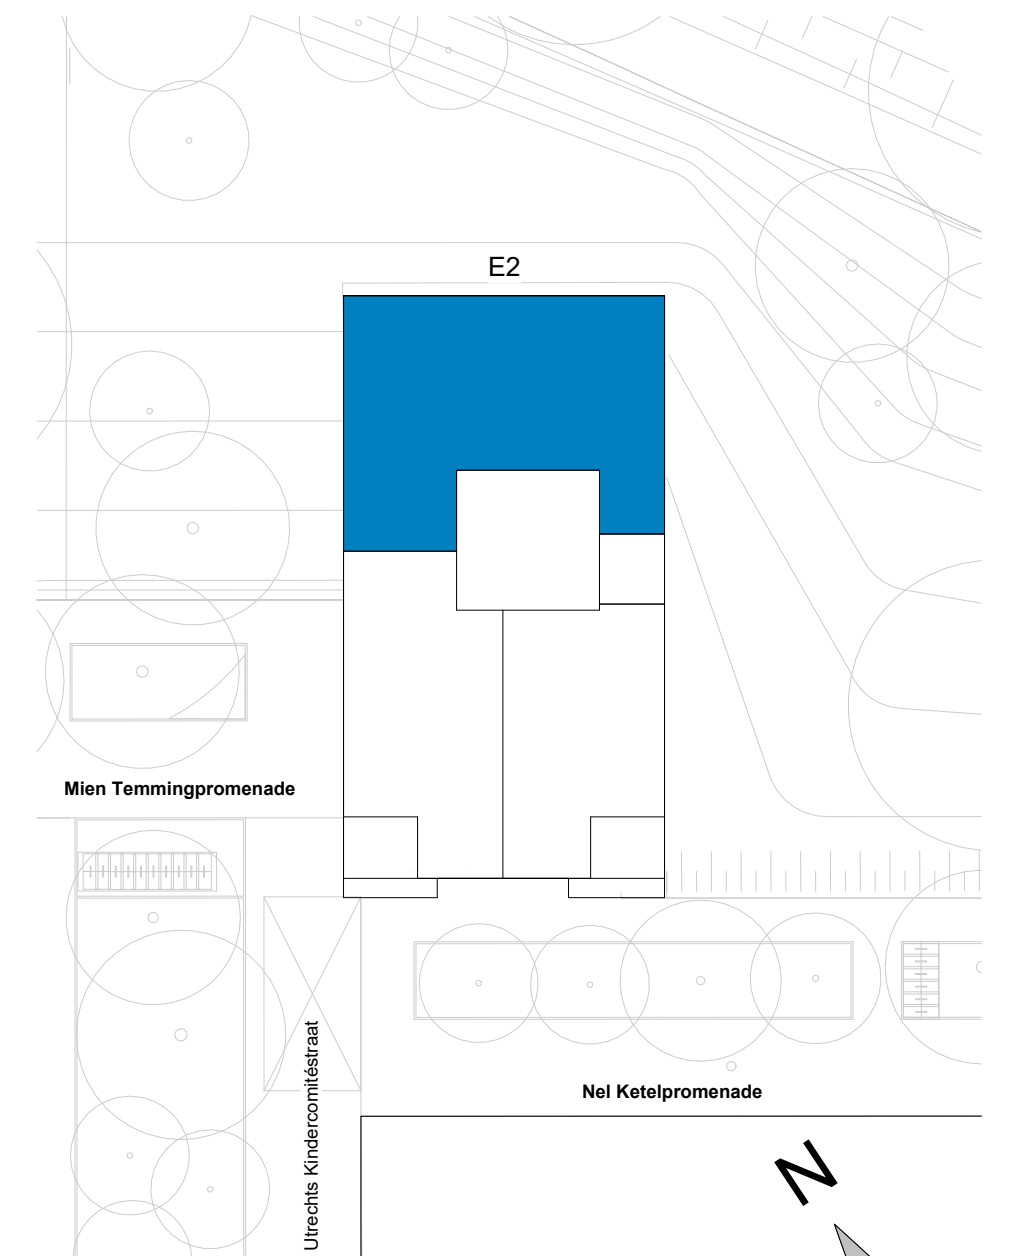 E2
Mien Temmingpromenade
Utrechts Kindercomitéstraat
Nel Ketelpromenade
N